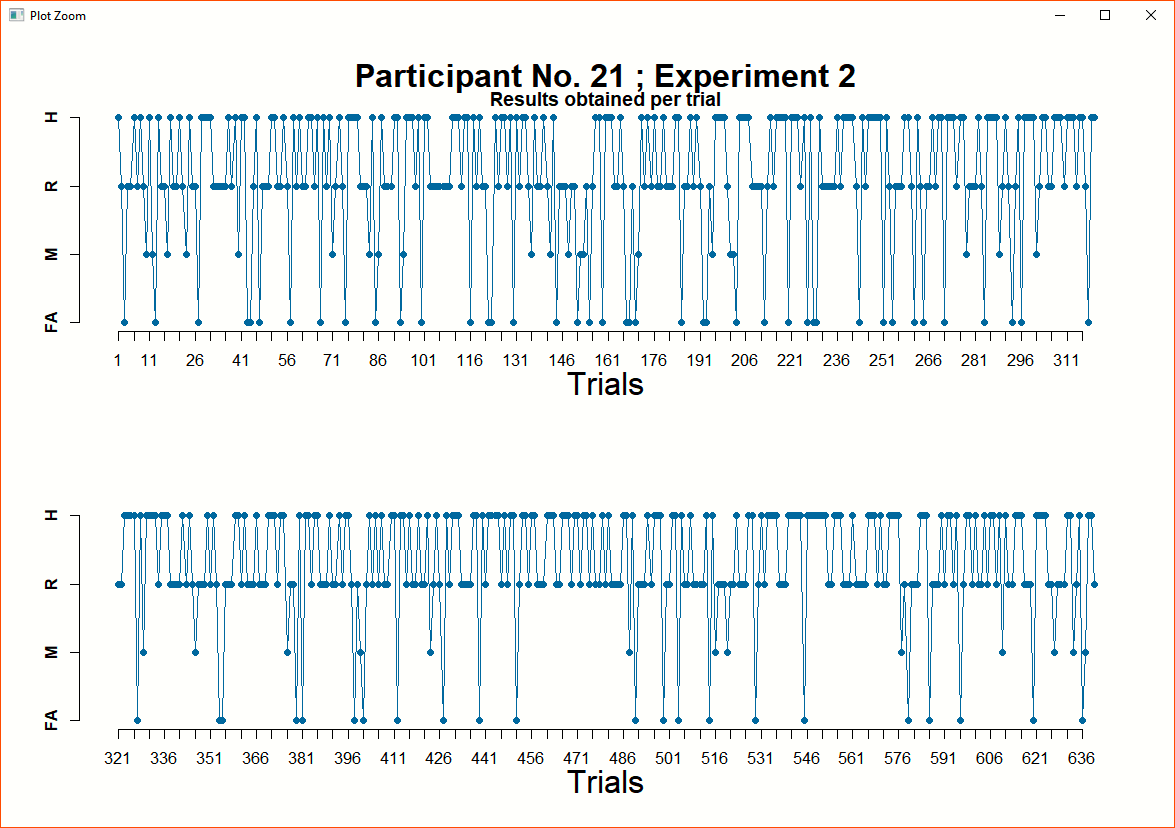 Plot Zoom
Participant No. 21 ; Experiment 2
Results obtained per trial
H
R
M
FA
1 11 26 41 56 71 86 101 116 131 146 161 176 191 206 221 236 251 266 281 296 311
Trials
H
R
M
FA
321 336 351 366 381 396 411 426 441 456 471 486 501 516 531 546 561 576 591 606 621 636
Trials